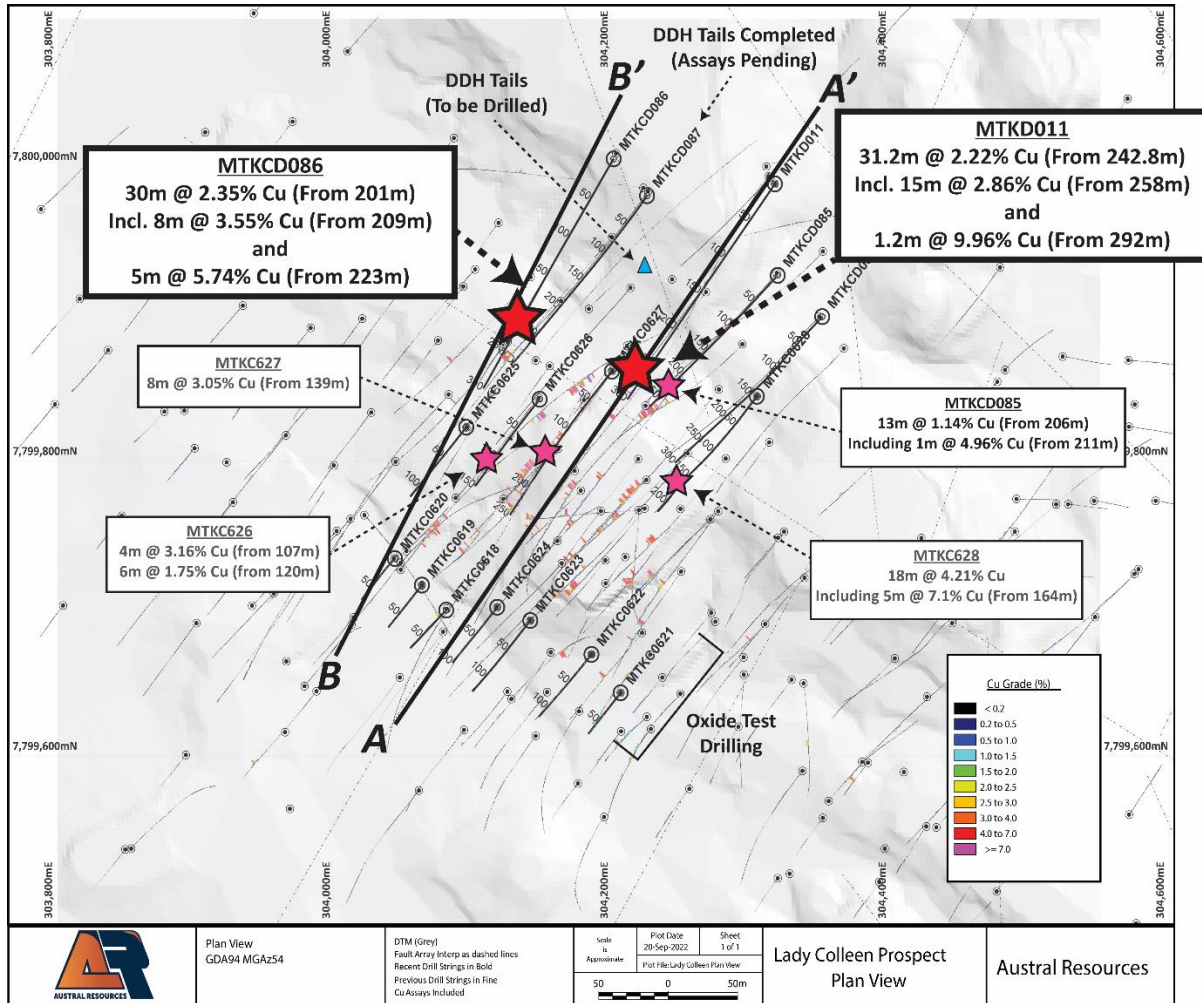 303,800mE
304,000mE
304,200mE
304,600mE
DDH Tails Completed
(Assays Pending)
DDH Tails
(To be Drilled)
B'
A'
MTKCD086
MTKCD087
MTKD011
MTKCD085
7,800,000mN
MTKCD086
30m @ 2.35% Cu (From 201m)
Incl. 8m @ 3.55% Cu (From 209m)
and
5m @ 5.74% Cu (From 223m)
MTKD011
31.2m @ 2.22% Cu (From 242.8m)
Incl. 15m @ 2.86% Cu (From 258m)
and
1.2m @ 9.96% Cu (From 292m)
MTKC0628
MTKC0626
MTKC0625
MTKC627
8m @ 3.05% Cu (From 139m)
MTKCD085
13m @ 1.14% Cu (From 206m)
Including 1m @ 4.96% Cu (From 211m)
7,799,800mN
MTKC626
4m @ 3.16% Cu (from 107m)
6m @ 1.75% Cu (from 120m)
MTKC628
18m @ 4.21% Cu
Including 5m @ 7.1% Cu (From 164m)
MTKC0620
MTKC0619
MTKC0618
MTKC0624
MTKC0623
MTKC0622
MTKC0621
B
A
Oxide Test
Drilling
7,799,600mN
7,799,600mN
Cu Grade (%)
< 0.2
0.2 to 0.5
0.5 to 1.0
1.0 to 1.5
1.5 to 2.0
2.0 to 2.5
2.5 to 3.0
3.0 to 4.0
4.0 to 7.0
>= 7.0
303,800mE
304,000mE
304,200mE
304,400mE
304,600mE
AR
AUSTRAL RESOURCES
Plan View
GDA94 MGAz54
DTM (Grey)
Fault Array Interp as dashed lines
Recent Drill Strings in Bold
Previous Drill Strings in Fine
Cu Assays Included
Scale
is
Approximate
Plot Date
20-Sep-2022
Sheet
1 of 1
Plot File: Lady Colleen Plan View
50 0 50m
Lady Colleen Prospect
Plan View
Austral Resources